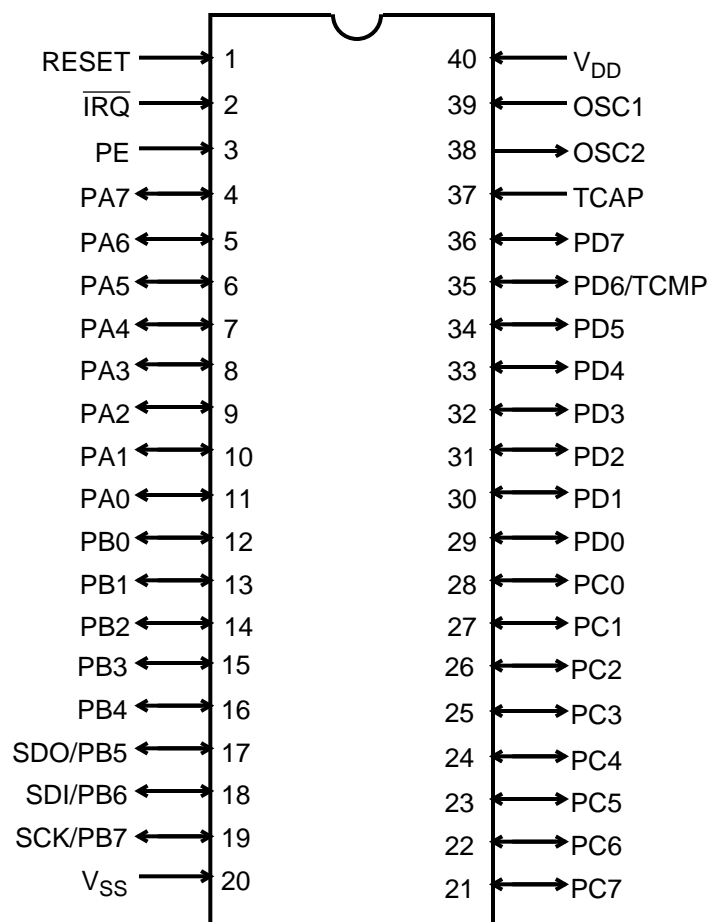 RESET 1 40 V_DD
I̅R̅Q̅ 2 39 OSC1
PE 3 38 OSC2
PA7 4 37 TCAP
PA6 5 36 PD7
PA5 6 35 PD6/TCMP
PA4 7 34 PD5
PA3 8 33 PD4
PA2 9 32 PD3
PA1 10 31 PD2
PA0 11 30 PD1
PB0 12 29 PD0
PB1 13 28 PC0
PB2 14 27 PC1
PB3 15 26 PC2
PB4 16 25 PC3
SDO/PB5 17 24 PC4
SDI/PB6 18 23 PC5
SCK/PB7 19 22 PC6
V_SS 20 21 PC7